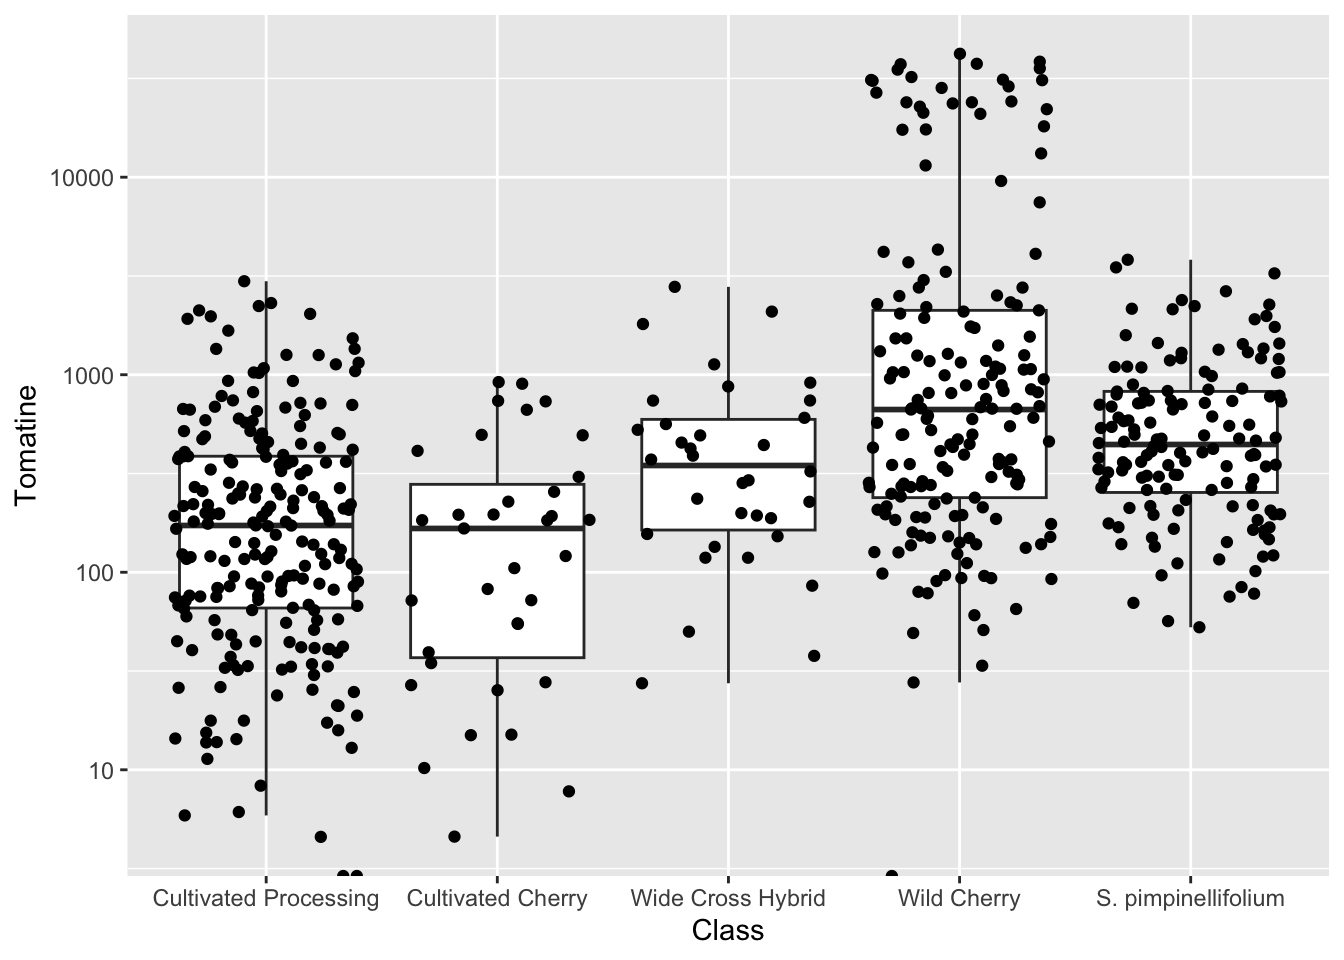 Tomatine
10000
1000
100
10
Cultivated Processing
Cultivated Cherry
Wide Cross Hybrid
Wild Cherry
S. pimpinellifolium
Class